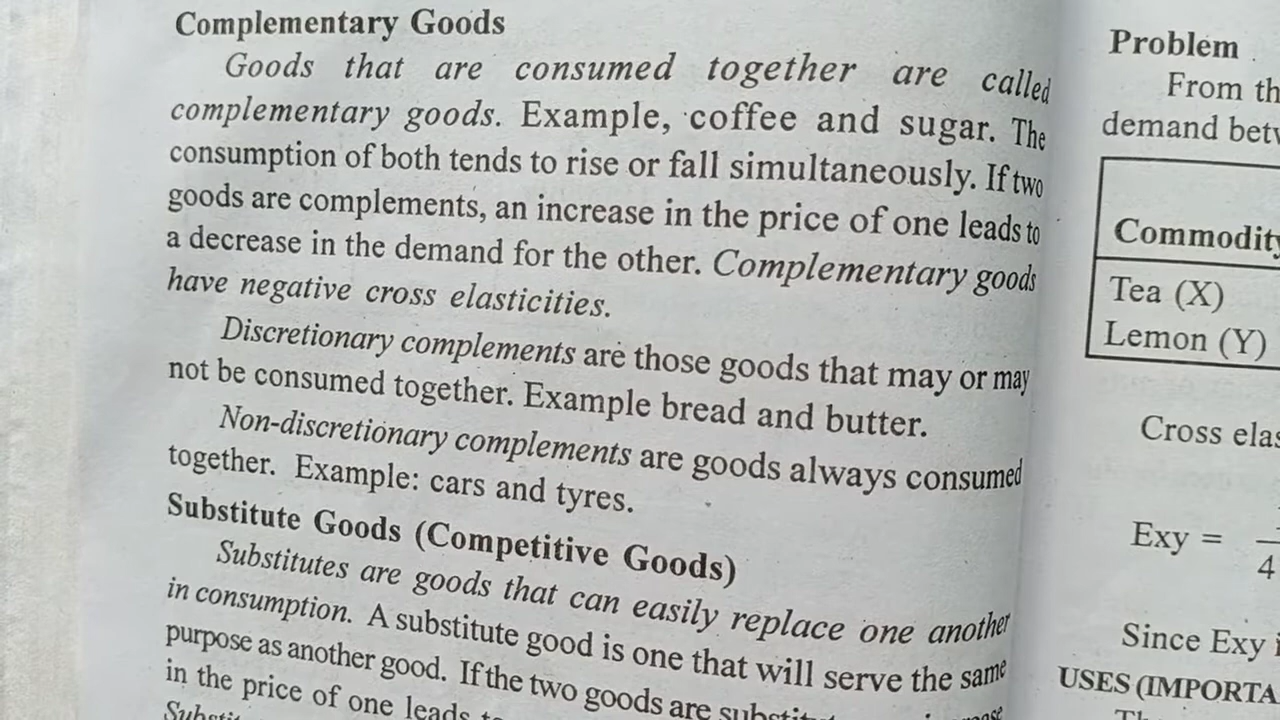 Complementary Goods
Goods that are consumed together are called
complementary goods. Example, coffee and sugar. The
consumption of both tends to rise or fall simultaneously. If two
goods are complements, an increase in the price of one leads to
a decrease in the demand for the other. Complementary goods
have negative cross elasticities.
Discretionary complements are those goods that may or may
not be consumed together. Example bread and butter.
Non-discretionary complements are goods always consumed
together. Example: cars and tyres.
Substitute Goods (Competitive Goods)
Substitutes are goods that can easily replace one another
in consumption. A substitute good is one that will serve the same
purpose as another good. If the two goods are
in the price of one leads
Problem
From
demand
Commodity
Tea (X)
Lemon (Y)
Cross
Exy =
4
Since Exy
USES